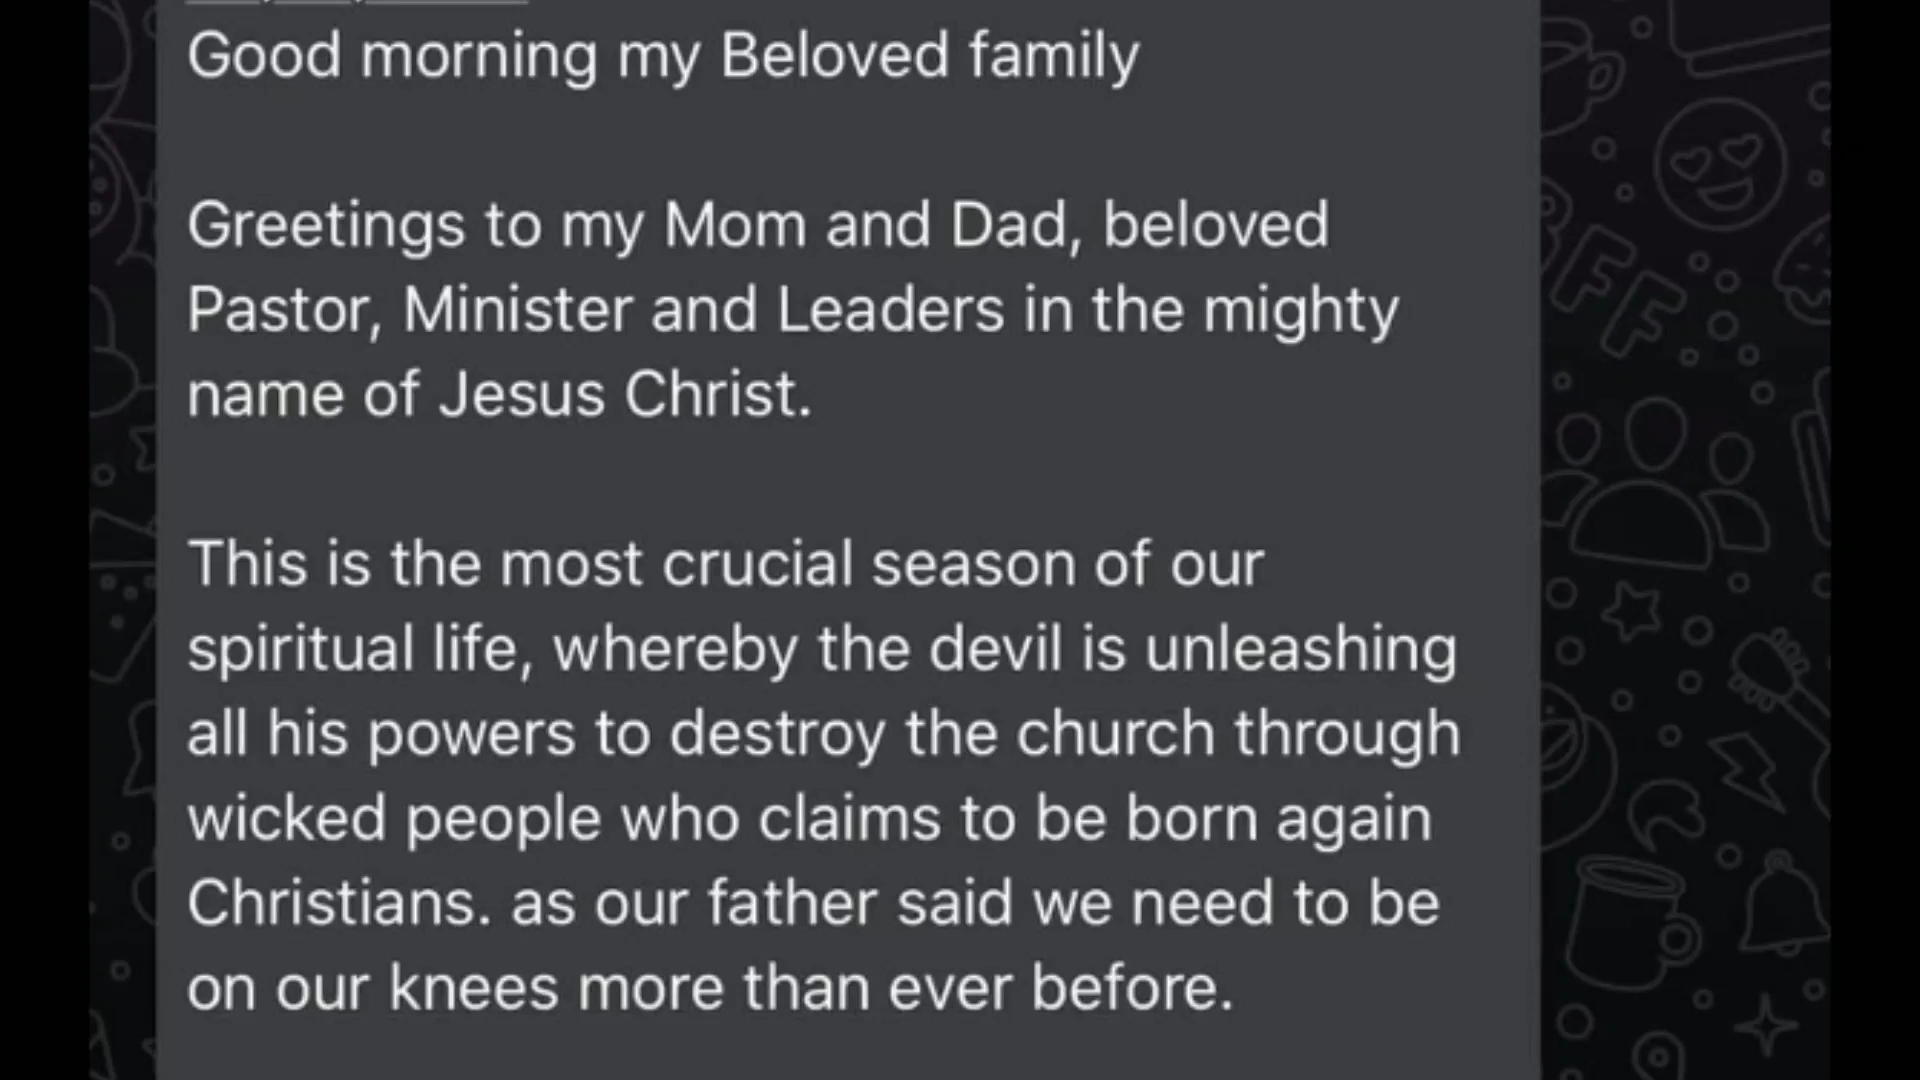 Good morning my Beloved family
Greetings to my Mom and Dad, beloved
Pastor, Minister and Leaders in the mighty
name of Jesus Christ.
This is the most crucial season of our
spiritual life, whereby the devil is unleashing
all his powers to destroy the church through
wicked people who claims to be born again
Christians. as our father said we need to be
on our knees more than ever before.